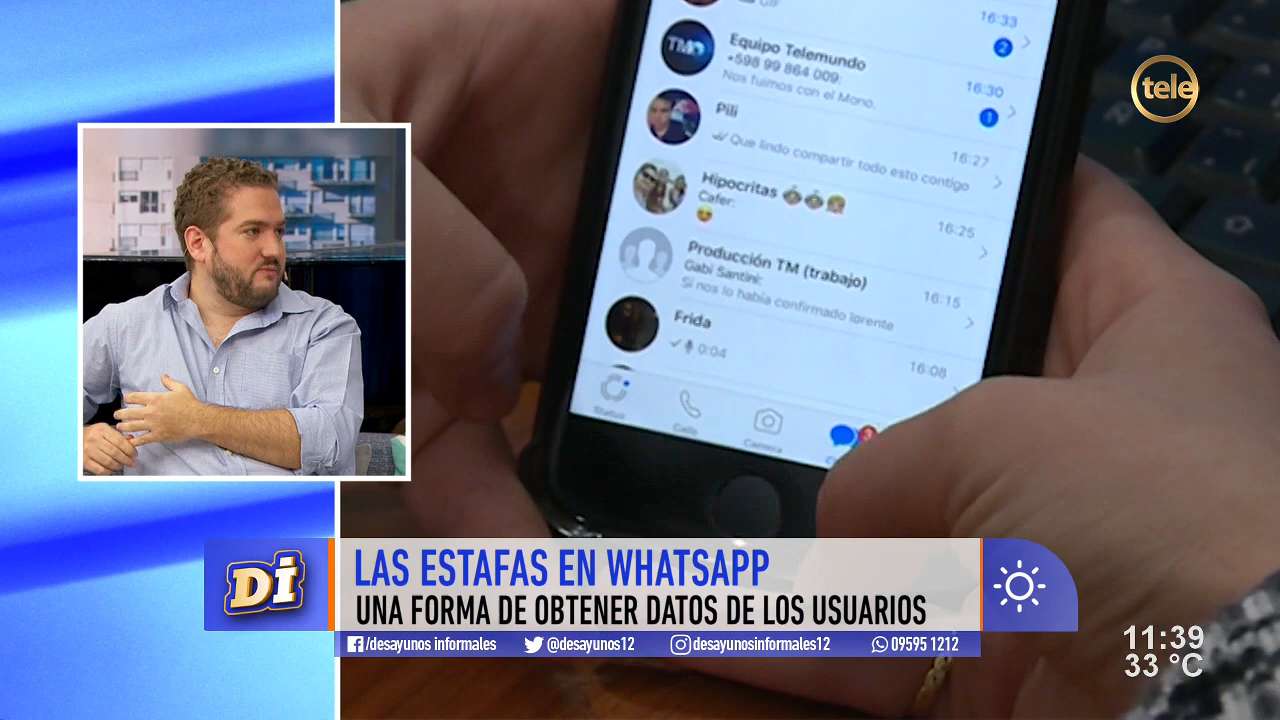 GIF
16:33
2
Equipo Telemundo
+598 99 864 009:
Nos fuimos con el Mono.
16:30
1
TMD
Pili
Que lindo compartir todo esto contigo
16:27
Hipocritas
Cafer:
16:25
Producción TM (trabajo)
Gabi Santini:
Si nos lo había confirmado lorente
16:15
Frida
0:04
16:08
Status
Calls
Camera
3
tele
DI
LAS ESTAFAS EN WHATSAPP
UNA FORMA DE OBTENER DATOS DE LOS USUARIOS
/desayunos informales @desayunos12 desayunosinformales12 09595 1212
11:39
33 °C